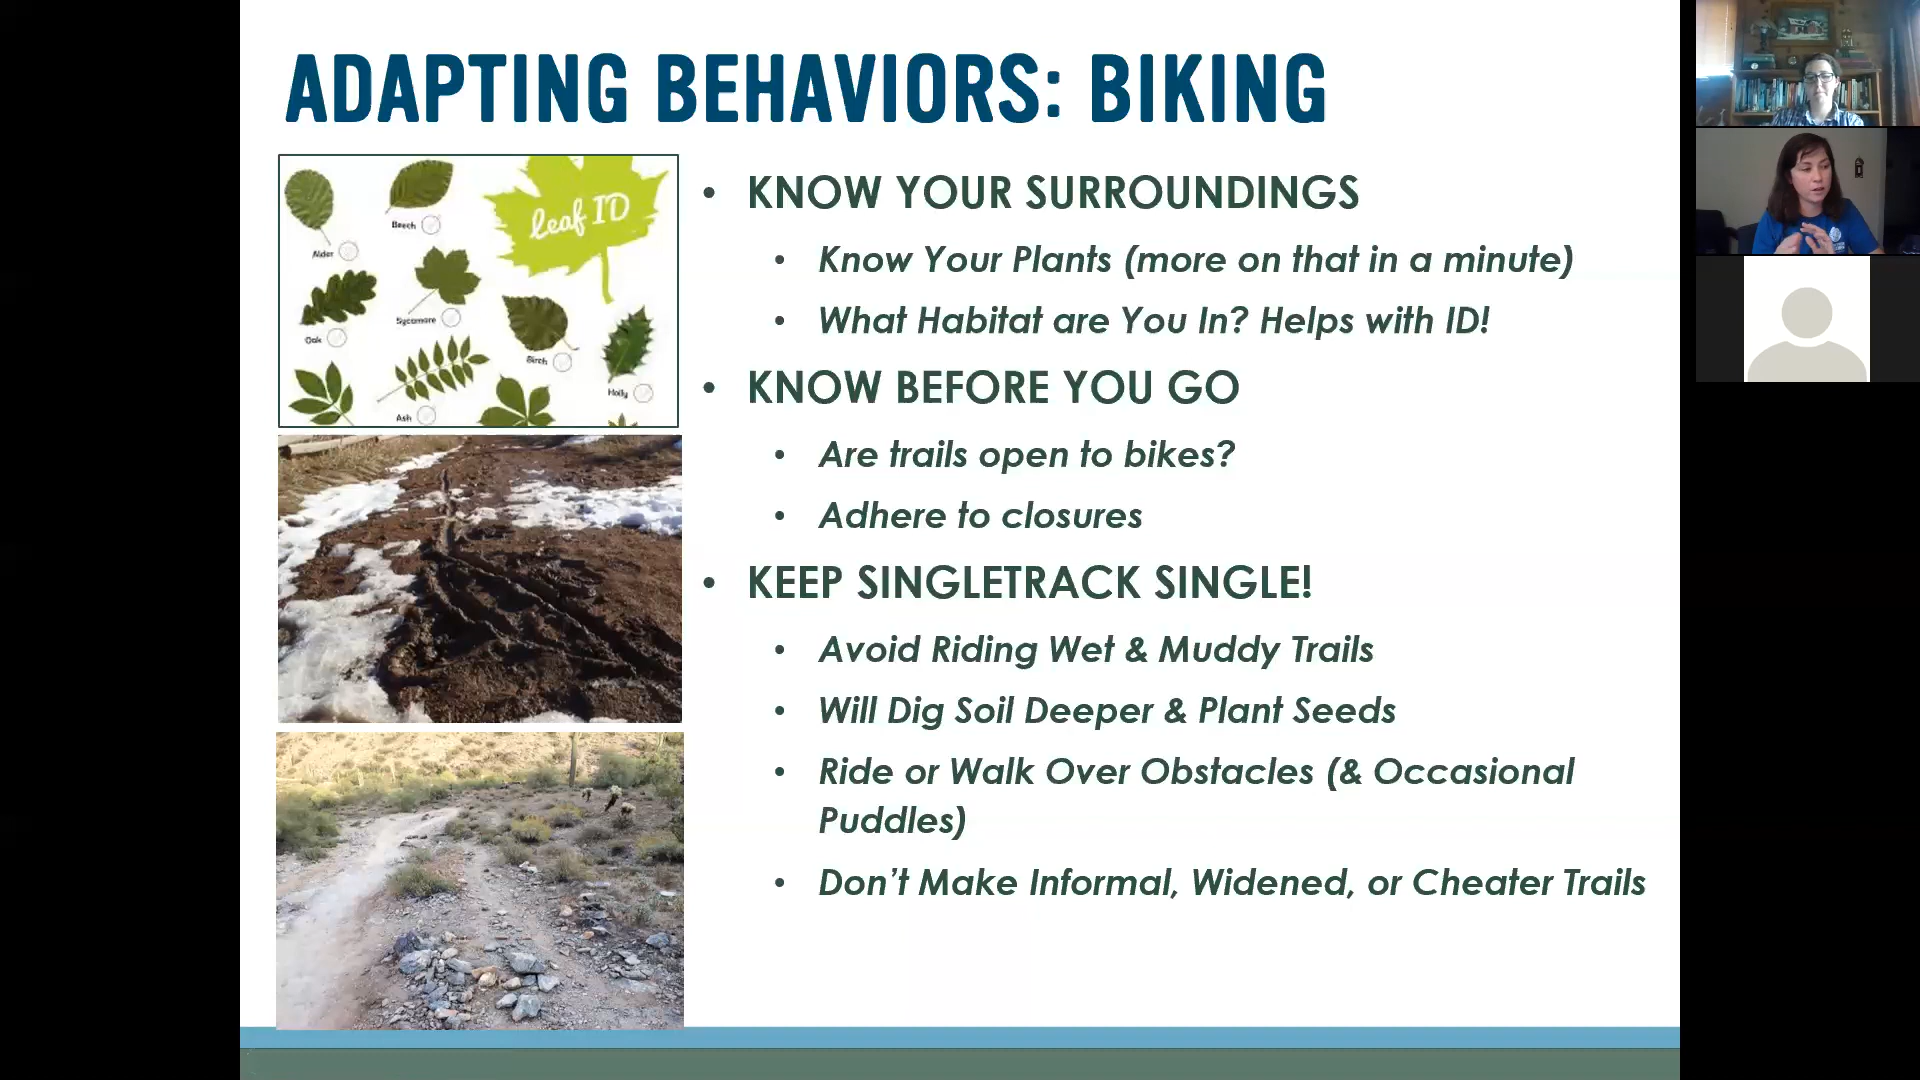 ADAPTING BEHAVIORS: BIKING
leaf ID
Alder
Beech
Oak
Sycamore
Birch
Holly
Ash
• KNOW YOUR SURROUNDINGS
• Know Your Plants (more on that in a minute)
• What Habitat are You In? Helps with ID!
• KNOW BEFORE YOU GO
• Are trails open to bikes?
• Adhere to closures
• KEEP SINGLETRACK SINGLE!
• Avoid Riding Wet & Muddy Trails
• Will Dig Soil Deeper & Plant Seeds
• Ride or Walk Over Obstacles (& Occasional
Puddles)
• Don’t Make Informal, Widened, or Cheater Trails